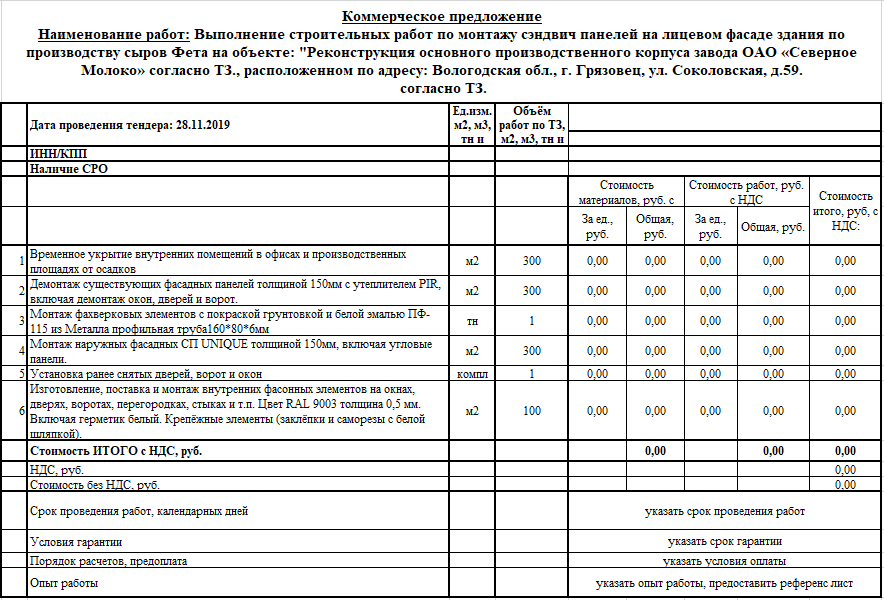 Коммерческое предложение
Наименование работ: Выполнение строительных работ по монтажу сэндвич панелей на лицевом фасаде здания по
производству сыров Фета на объекте: "Реконструкция основного производственного корпуса завода ОАО «Северное
Молоко» согласно ТЗ., расположенном по адресу: Вологодская обл., г. Грязовец, ул. Соколовская, д.59.
согласно ТЗ.
Дата проведения тендера: 28.11.2019
Ед.изм.
м2, м3,
тн и
Объём
работ по ТЗ,
м2, м3, тн и
ИНН/КПП
Наличие СРО
Стоимость
материалов, руб. с
Стоимость работ, руб.
с НДС
Стоимость
итого, руб, с
НДС:
За ед.,
руб.
Общая,
руб.
За ед.,
руб.
Общая, руб.
1 Временное укрытие внутренних помещений в офисах и производственных
площадях от осадков
м2 300 0,00 0,00 0,00 0,00 0,00
2 Демонтаж существующих фасадных панелей толщиной 150мм с утеплителем PIR,
включая демонтаж окон, дверей и ворот.
м2 300 0,00 0,00 0,00 0,00 0,00
3 Монтаж фахверковых элементов с покраской грунтовкой и белой эмалью ПФ-
115 из Металла профильная труба160*80*6мм
тн 1 0,00 0,00 0,00 0,00 0,00
4 Монтаж наружных фасадных СП UNIQUE толщиной 150мм, включая угловые
панели.
м2 300 0,00 0,00 0,00 0,00 0,00
5 Установка ранее снятых дверей, ворот и окон компл 1 0,00 0,00 0,00 0,00 0,00
6 Изготовление, поставка и монтаж внутренних фасонных элементов на окнах,
дверях, воротах, перегородках, стыках и т.п. Цвет RAL 9003 толщина 0,5 мм.
Включая герметик белый. Крепёжные элементы (заклёпки и саморезы с белой
шляпкой).
м2 100 0,00 0,00 0,00 0,00 0,00
Стоимость ИТОГО с НДС, руб. 0,00 0,00 0,00
НДС, руб. 0,00
Стоимость без НДС, руб. 0,00
Срок проведения работ, календарных дней указать срок проведения работ
Условия гарантии указать срок гарантии
Порядок расчетов, предоплата указать условия оплаты
Опыт работы указать опыт работы, предоставить референс лист